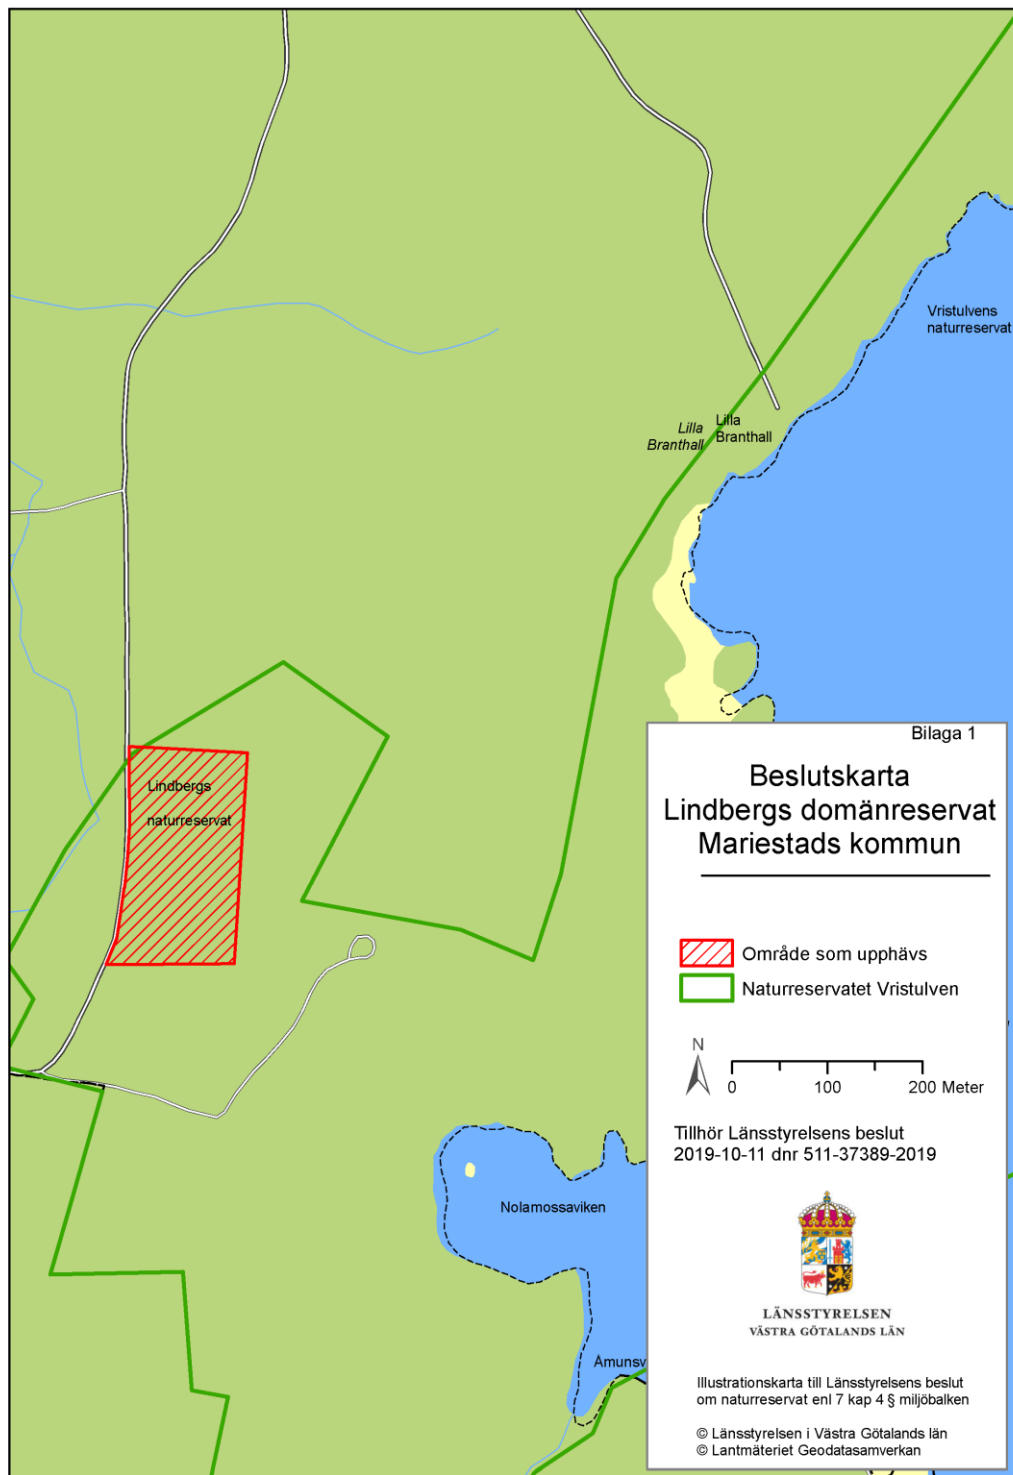 Vristulvens
naturreservat
Lilla
Branthall
Lilla
Branthall
Lindbergs
naturreservat
Nolamossaviken
Åmunsv
Bilaga 1
Beslutskarta
Lindbergs domänreservat
Mariestads kommun
Område som upphävs
Naturreservatet Vristulven
N
0 100 200 Meter
Tillhör Länsstyrelsens beslut
2019-10-11 dnr 511-37389-2019
LÄNSSTYRELSEN
VÄSTRA GÖTALANDS LÄN
Illustrationskarta till Länsstyrelsens beslut
om naturreservat enl 7 kap 4 § miljöbalken
© Länsstyrelsen i Västra Götalands län
© Lantmäteriet Geodatasamverkan